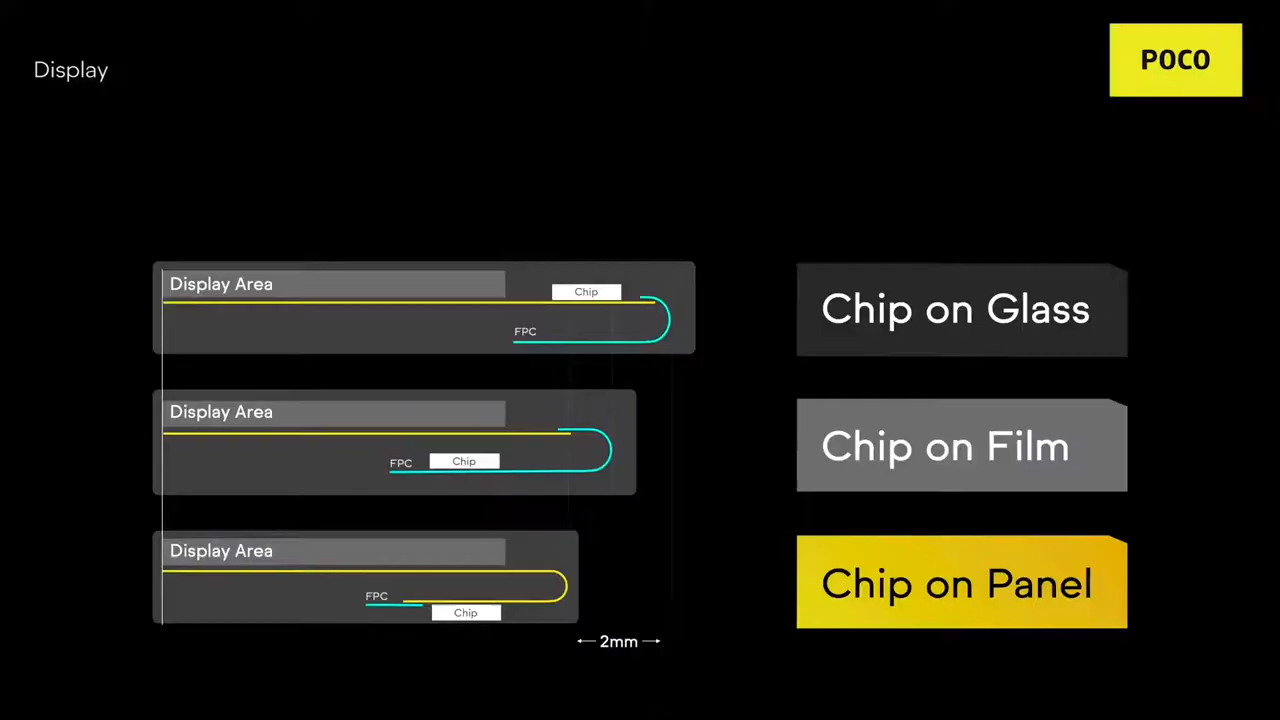 Display
POCO
Display Area
Chip
FPC
Chip on Glass
Display Area
FPC
Chip
Chip on Film
Display Area
FPC
Chip
Chip on Panel
2mm